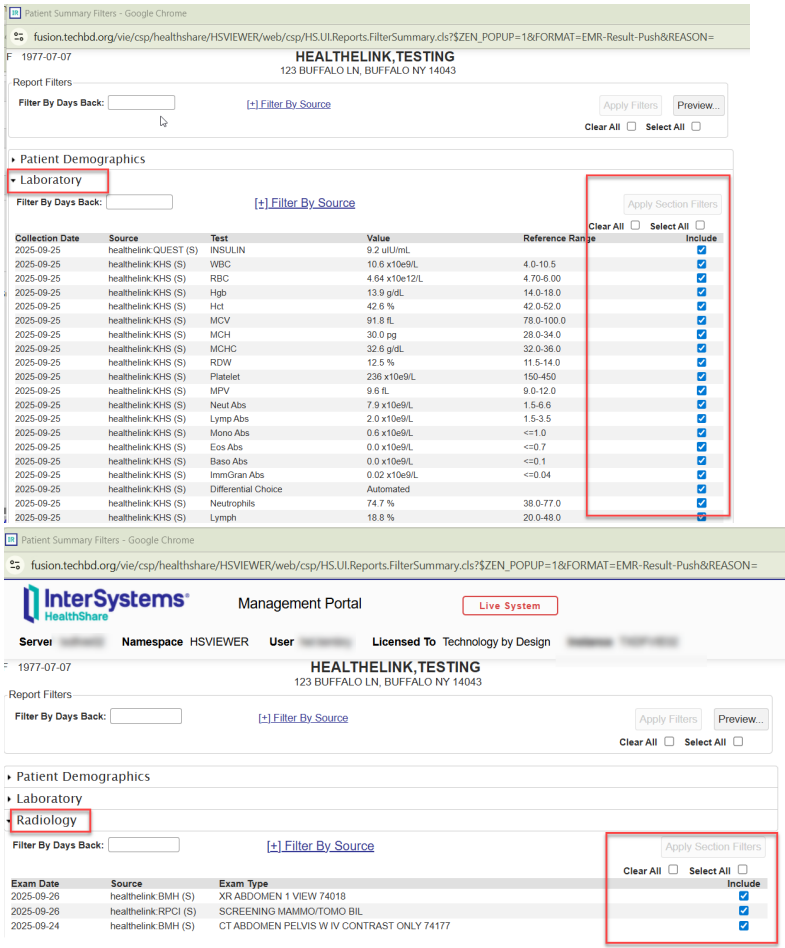 Patient Summary Filters - Google Chrome
fusion.techbd.org/vie/csp/healthshare/HSVIEWER/web/csp/HS.UI.Reports.FilterSummary.cls?$ZEN_POPUP=1&FORMAT=EMR-Result-Push&REASON=
F 1977-07-07 HEALTHELINK,TESTING
123 BUFFALO LN, BUFFALO NY 14043
Report Filters
Filter By Days Back: [+] Filter By Source Apply Filters Preview...
Clear All Select All
Patient Demographics
Laboratory
Filter By Days Back: [+] Filter By Source Apply Section Filters
Clear All Select All
Collection Date Source Test Value Reference Range Include
2025-09-25 healthelink:QUEST (S) INSULIN 9.2 uIU/mL
2025-09-25 healthelink:KHS (S) WBC 10.6 x10e9/L 4.0-10.5
2025-09-25 healthelink:KHS (S) RBC 4.64 x10e12/L 4.70-6.00
2025-09-25 healthelink:KHS (S) Hgb 13.9 g/dL 14.0-18.0
2025-09-25 healthelink:KHS (S) Hct 42.6 % 42.0-52.0
2025-09-25 healthelink:KHS (S) MCV 91.8 fL 78.0-100.0
2025-09-25 healthelink:KHS (S) MCH 30.0 pg 28.0-34.0
2025-09-25 healthelink:KHS (S) MCHC 32.6 g/dL 32.0-36.0
2025-09-25 healthelink:KHS (S) RDW 12.5 % 11.5-14.0
2025-09-25 healthelink:KHS (S) Platelet 236 x10e9/L 150-450
2025-09-25 healthelink:KHS (S) MPV 9.6 fL 9.0-12.0
2025-09-25 healthelink:KHS (S) Neut Abs 7.9 x10e9/L 1.5-6.6
2025-09-25 healthelink:KHS (S) Lymp Abs 2.0 x10e9/L 1.5-3.5
2025-09-25 healthelink:KHS (S) Mono Abs 0.6 x10e9/L <=1.0
2025-09-25 healthelink:KHS (S) Eos Abs 0.0 x10e9/L <=0.7
2025-09-25 healthelink:KHS (S) Baso Abs 0.0 x10e9/L <=0.1
2025-09-25 healthelink:KHS (S) ImmGran Abs 0.02 x10e9/L <=0.04
2025-09-25 healthelink:KHS (S) Differential Choice Automated
2025-09-25 healthelink:KHS (S) Neutrophils 74.7 % 38.0-77.0
2025-09-25 healthelink:KHS (S) Lymph 18.8 % 20.0-48.0
Patient Summary Filters - Google Chrome
fusion.techbd.org/vie/csp/healthshare/HSVIEWER/web/csp/HS.UI.Reports.FilterSummary.cls?$ZEN_POPUP=1&FORMAT=EMR-Result-Push&REASON=
InterSystems HealthShare Management Portal Live System
Server Namespace HSVIEWER User Licensed To Technology by Design
F 1977-07-07 HEALTHELINK,TESTING
123 BUFFALO LN, BUFFALO NY 14043
Report Filters
Filter By Days Back: [+] Filter By Source Apply Filters Preview...
Clear All Select All
Patient Demographics
Laboratory
Radiology
Filter By Days Back: [+] Filter By Source Apply Section Filters
Clear All Select All
Exam Date Source Exam Type Include
2025-09-26 healthelink:BMH (S) XR ABDOMEN 1 VIEW 74018
2025-09-26 healthelink:RPCI (S) SCREENING MAMMO/TOMO BIL
2025-09-24 healthelink:BMH (S) CT ABDOMEN PELVIS W IV CONTRAST ONLY 74177